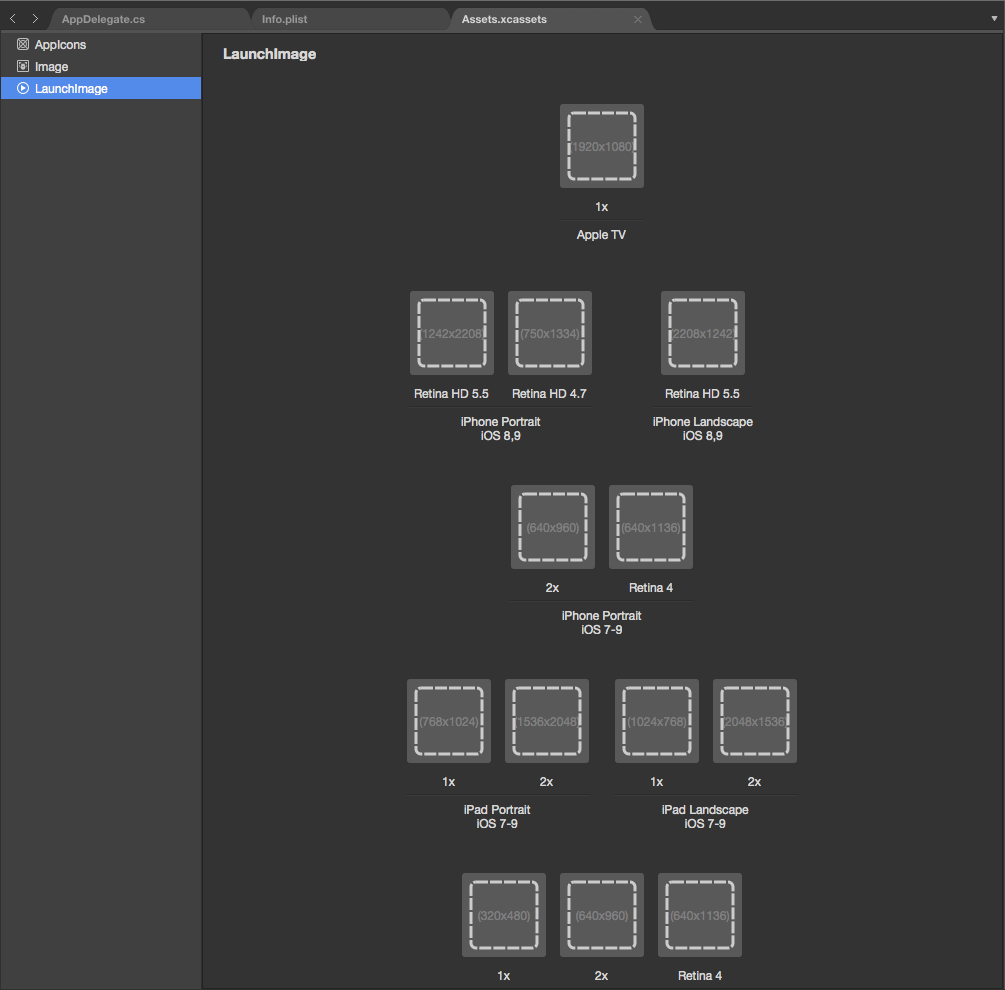 AppDelegate.cs Info.plist Assets.xcassets
AppIcons
Image
LaunchImage
LaunchImage
(1920x1080)
1x
Apple TV
(1242x2208) (750x1334) (2208x1242)
Retina HD 5.5 Retina HD 4.7 Retina HD 5.5
iPhone Portrait iPhone Landscape
iOS 8,9 iOS 8,9
(640x960) (640x1136)
2x Retina 4
iPhone Portrait
iOS 7-9
(768x1024) (1536x2048) (1024x768) (2048x1536)
1x 2x 1x 2x
iPad Portrait iPad Landscape
iOS 7-9 iOS 7-9
(320x480) (640x960) (640x1136)
1x 2x Retina 4